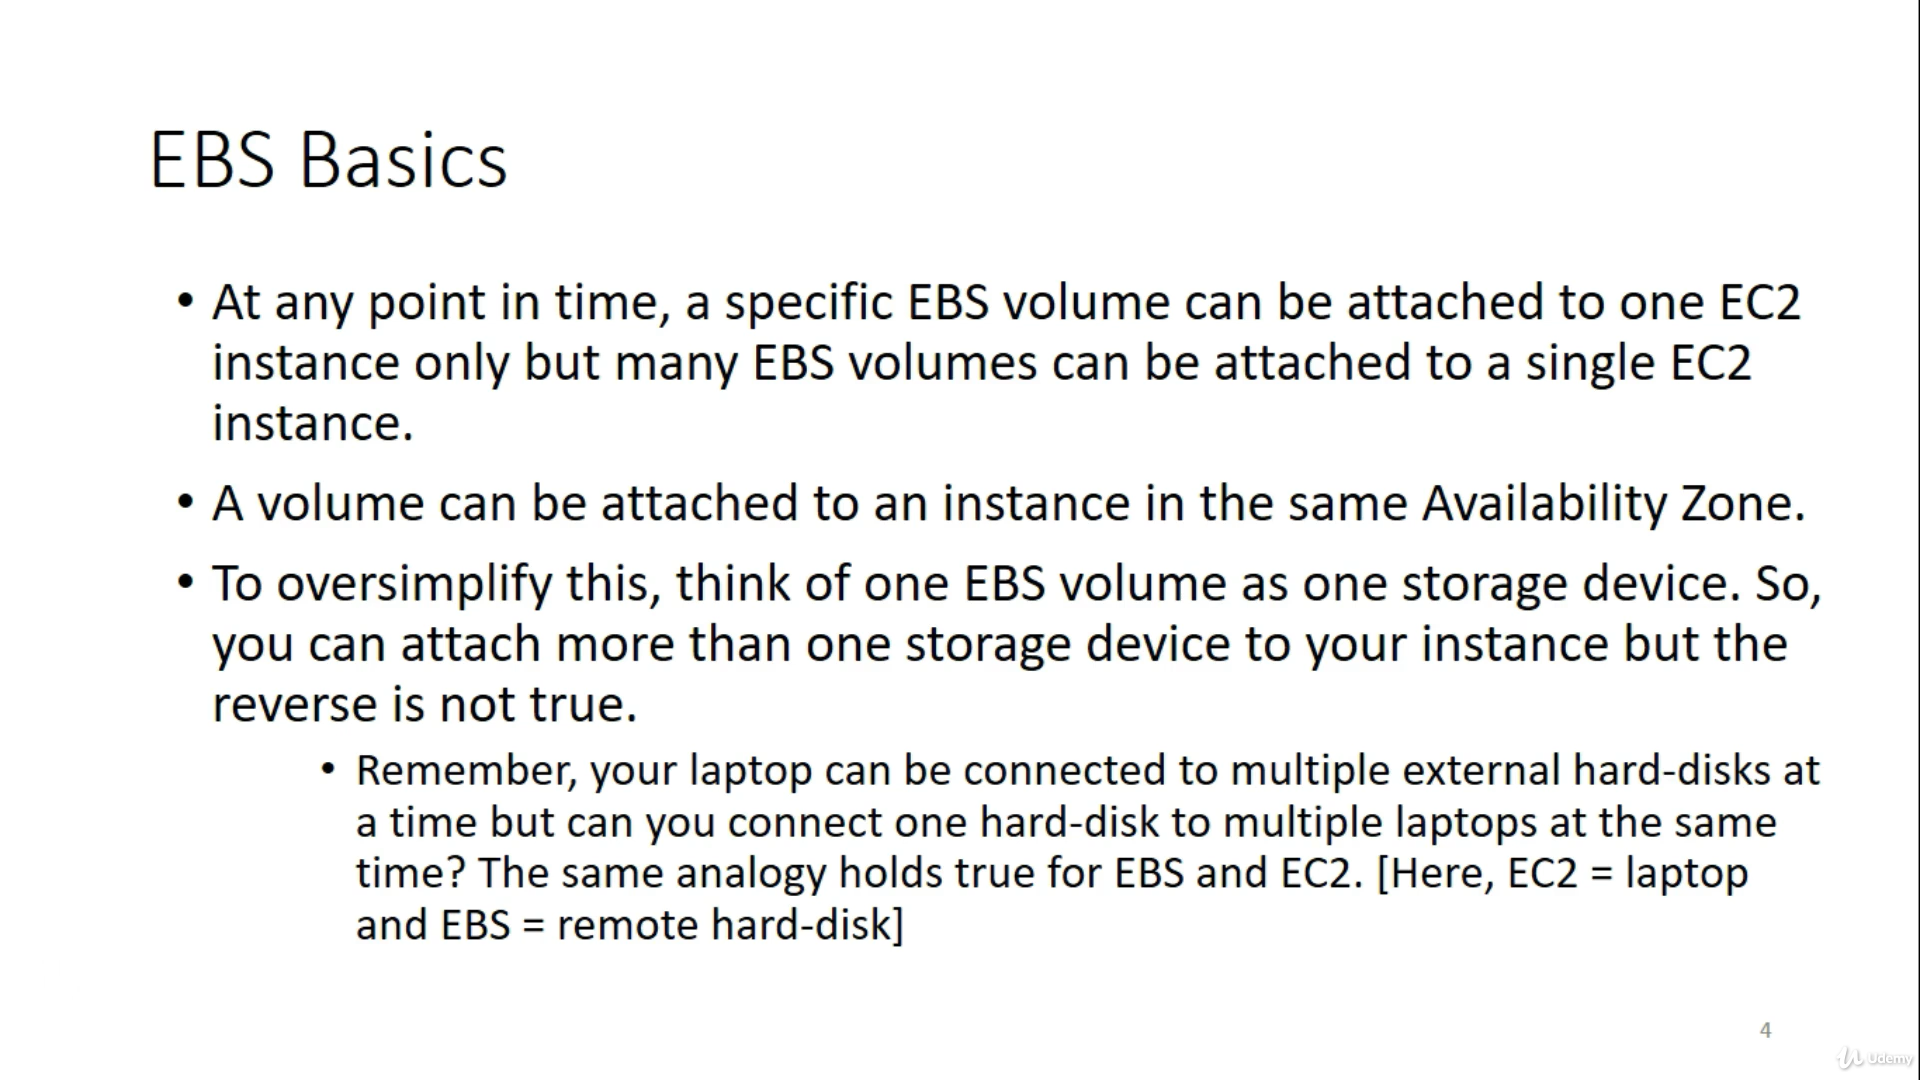 EBS Basics
• At any point in time, a specific EBS volume can be attached to one EC2
instance only but many EBS volumes can be attached to a single EC2
instance.
• A volume can be attached to an instance in the same Availability Zone.
• To oversimplify this, think of one EBS volume as one storage device. So,
you can attach more than one storage device to your instance but the
reverse is not true.
• Remember, your laptop can be connected to multiple external hard-disks at
a time but can you connect one hard-disk to multiple laptops at the same
time? The same analogy holds true for EBS and EC2. [Here, EC2 = laptop
and EBS = remote hard-disk]
4
Udemy